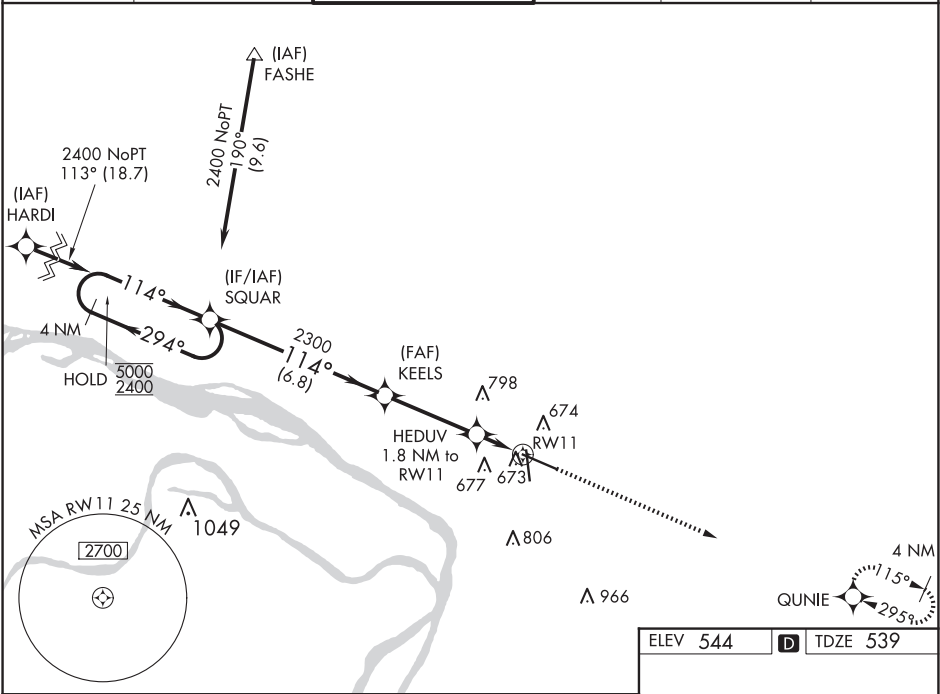 (IAF)
FASHE
2400 NoPT
190°
(9.6)
2400 NoPT
113° (18.7)
(IAF)
HARDI
(IF/IAF)
SQUAR
114°
4 NM
294°
HOLD
5000
2400
2300
114°
(6.8)
(FAF)
KEELS
798
674
HEDUV
1.8 NM to
RW11
RW11
677
673
MSA RW11 25 NM
2700
1049
806
966
4 NM
115°
QUNIE
295°
ELEV 544
D
TDZE 539